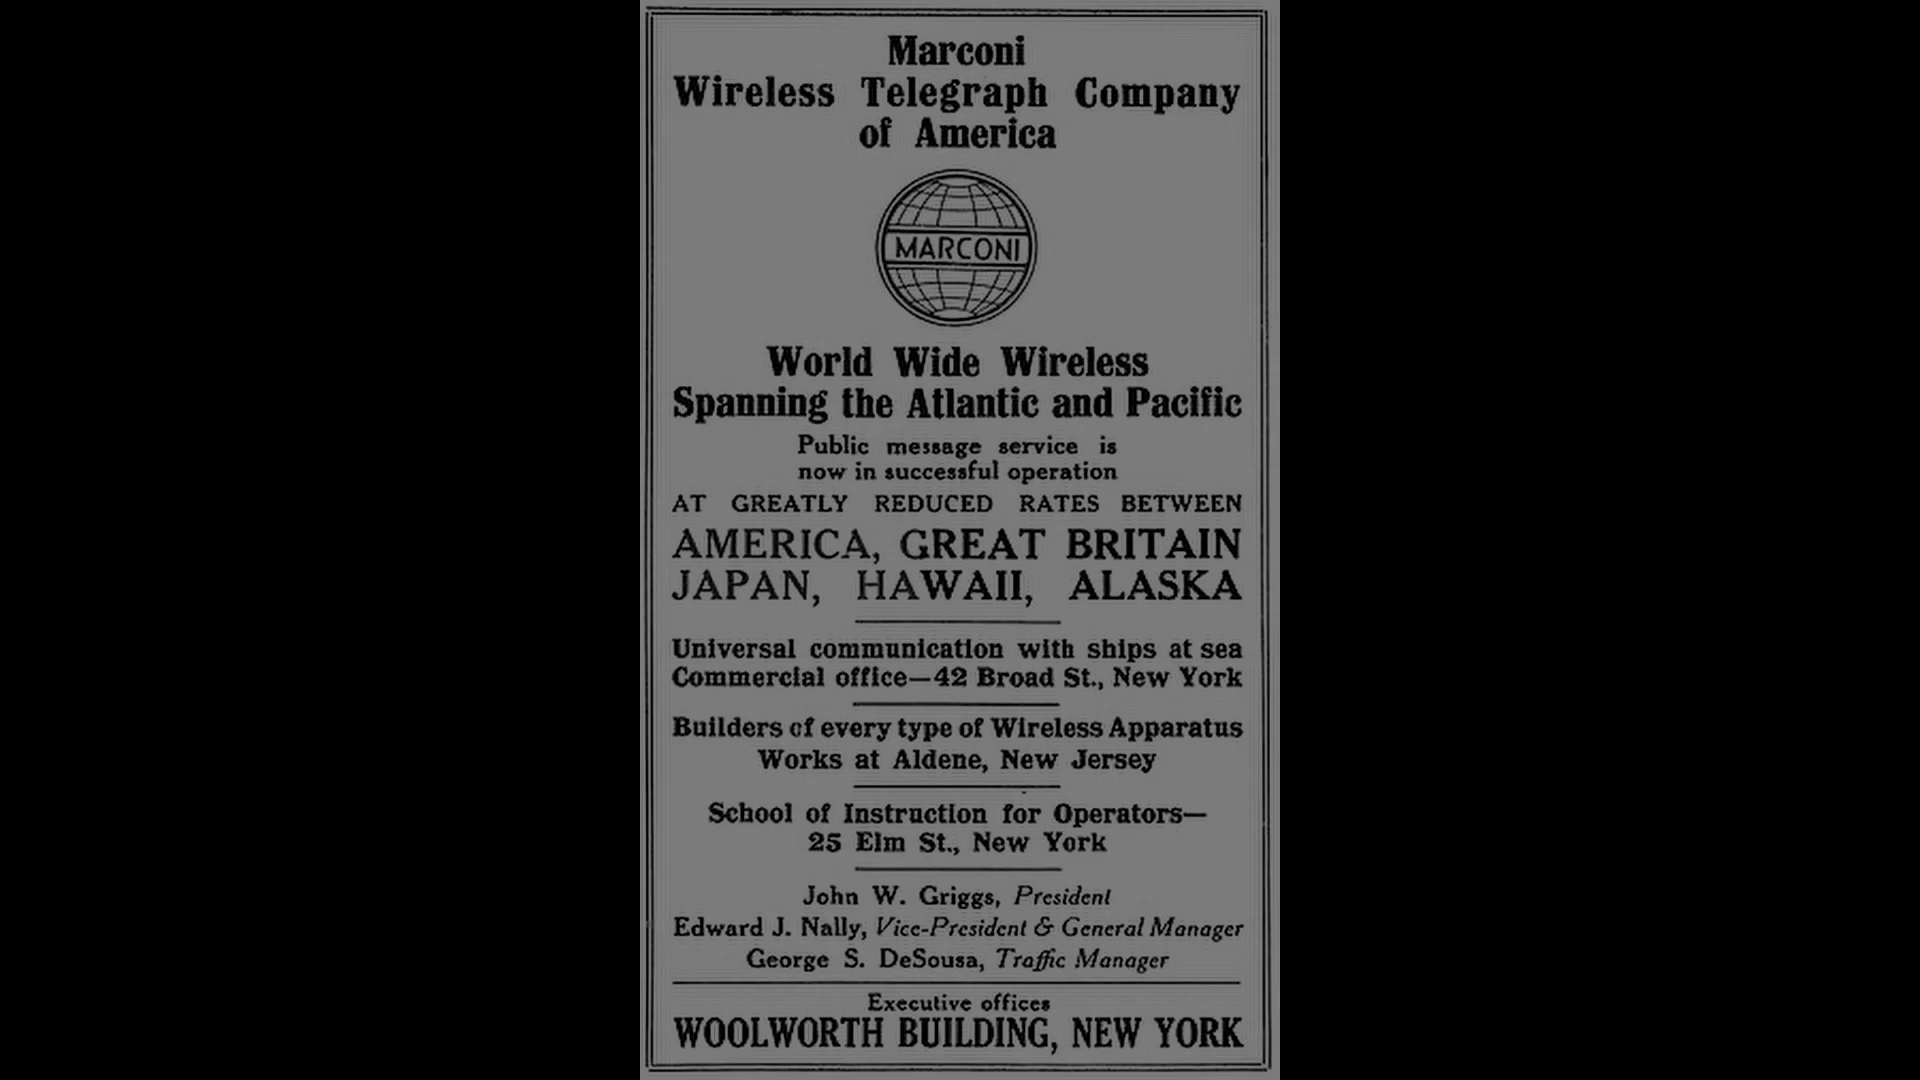 Marconi
Wireless Telegraph Company
of America
MARCONI
World Wide Wireless
Spanning the Atlantic and Pacific
Public message service is
now in successful operation
AT GREATLY REDUCED RATES BETWEEN
AMERICA, GREAT BRITAIN
JAPAN, HAWAII, ALASKA
Universal communication with ships at sea
Commercial office—42 Broad St., New York
Builders of every type of Wireless Apparatus
Works at Aldene, New Jersey
School of Instruction for Operators—
25 Elm St., New York
John W. Griggs, President
Edward J. Nally, Vice-President & General Manager
George S. DeSousa, Traffic Manager
Executive offices
WOOLWORTH BUILDING, NEW YORK